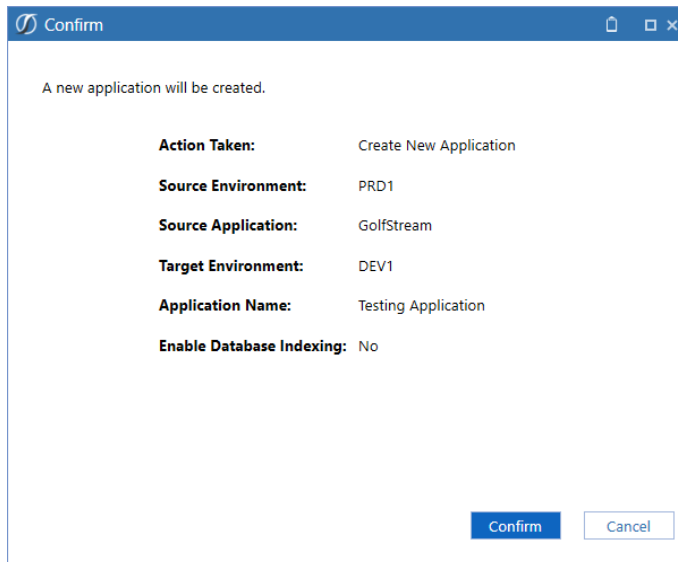 Confirm
A new application will be created.
Action Taken: Create New Application
Source Environment: PRD1
Source Application: GolfStream
Target Environment: DEV1
Application Name: Testing Application
Enable Database Indexing: No
Confirm Cancel